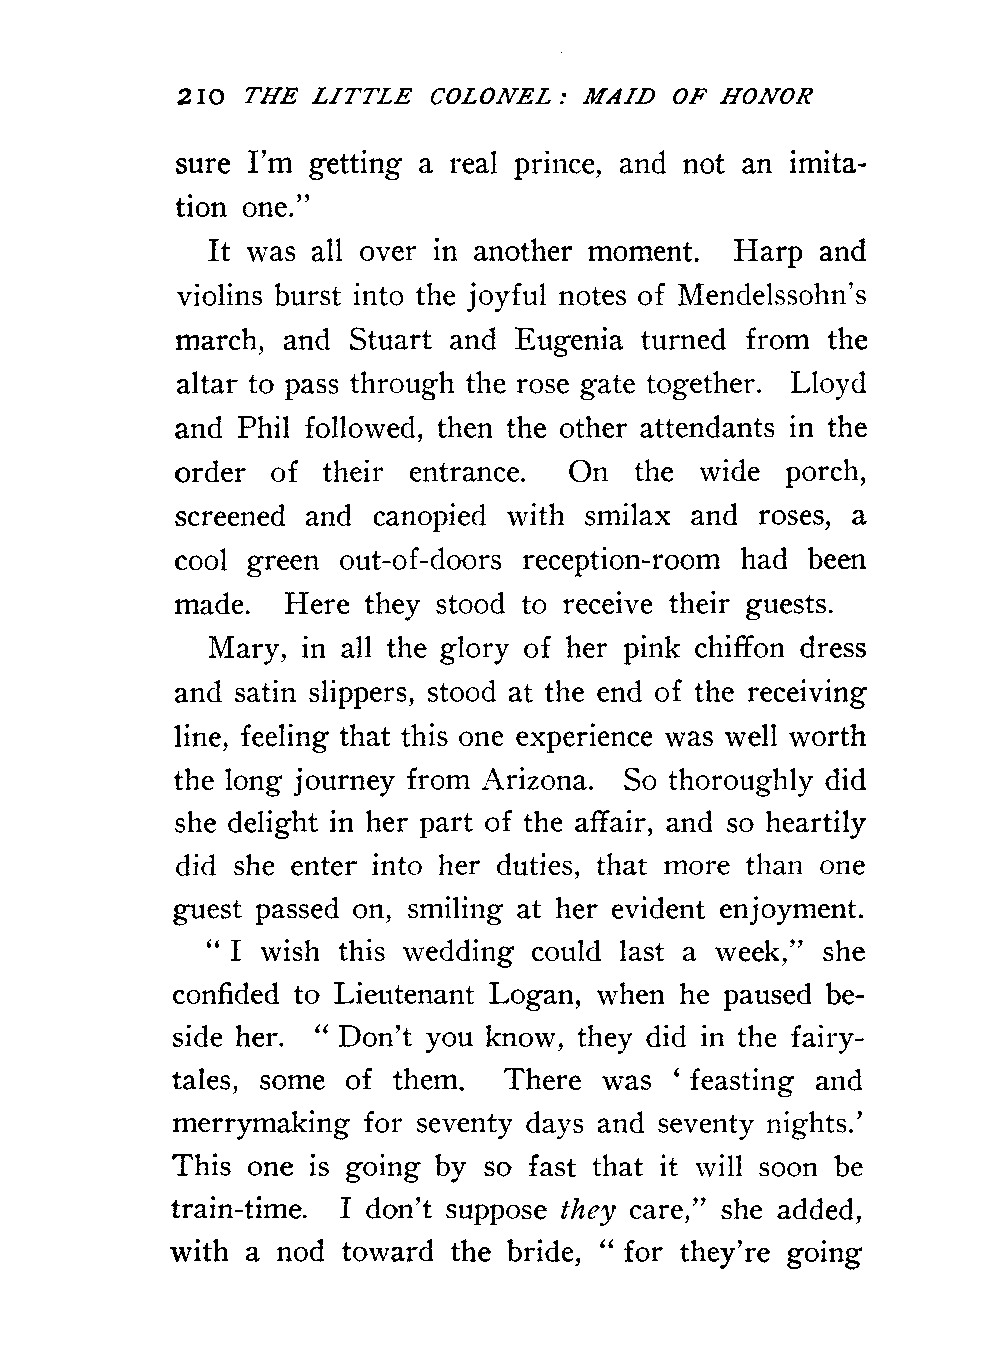 210 THE LITTLE COLONEL: MAID OF HONOR
sure I'm getting a real prince, and not an imita-
tion one."
It was all over in another moment. Harp and
violins burst into the joyful notes of Mendelssohn's
march, and Stuart and Eugenia turned from the
altar to pass through the rose gate together. Lloyd
and Phil followed, then the other attendants in the
order of their entrance. On the wide porch,
screened and canopied with smilax and roses, a
cool green out-of-doors reception-room had been
made. Here they stood to receive their guests.
Mary, in all the glory of her pink chiffon dress
and satin slippers, stood at the end of the receiving
line, feeling that this one experience was well worth
the long journey from Arizona. So thoroughly did
she delight in her part of the affair, and so heartily
did she enter into her duties, that more than one
guest passed on, smiling at her evident enjoyment.
" I wish this wedding could last a week," she
confided to Lieutenant Logan, when he paused be-
side her. " Don't you know, they did in the fairy-
tales, some of them. There was ' feasting and
merrymaking for seventy days and seventy nights.'
This one is going by so fast that it will soon be
train-time. I don't suppose they care," she added,
with a nod toward the bride, " for they're going